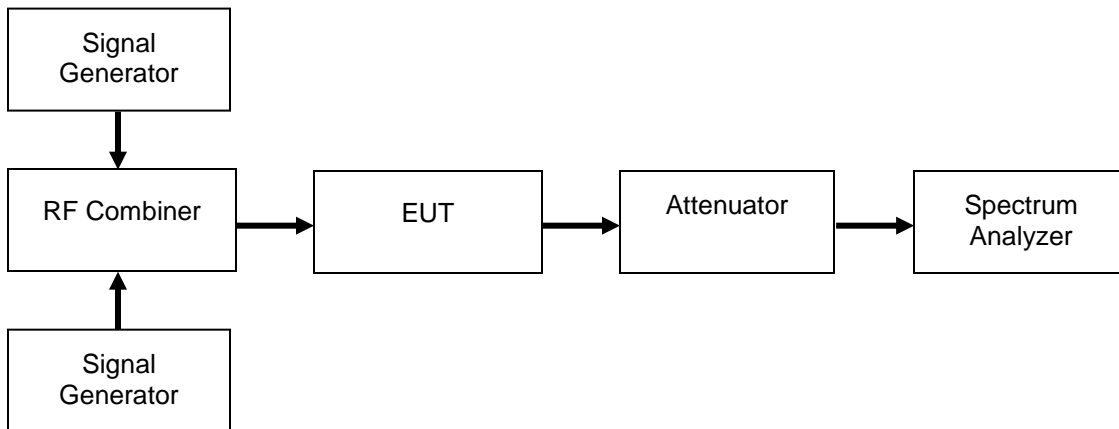 Signal
Generator
RF Combiner
EUT
Attenuator
Spectrum
Analyzer
Signal
Generator